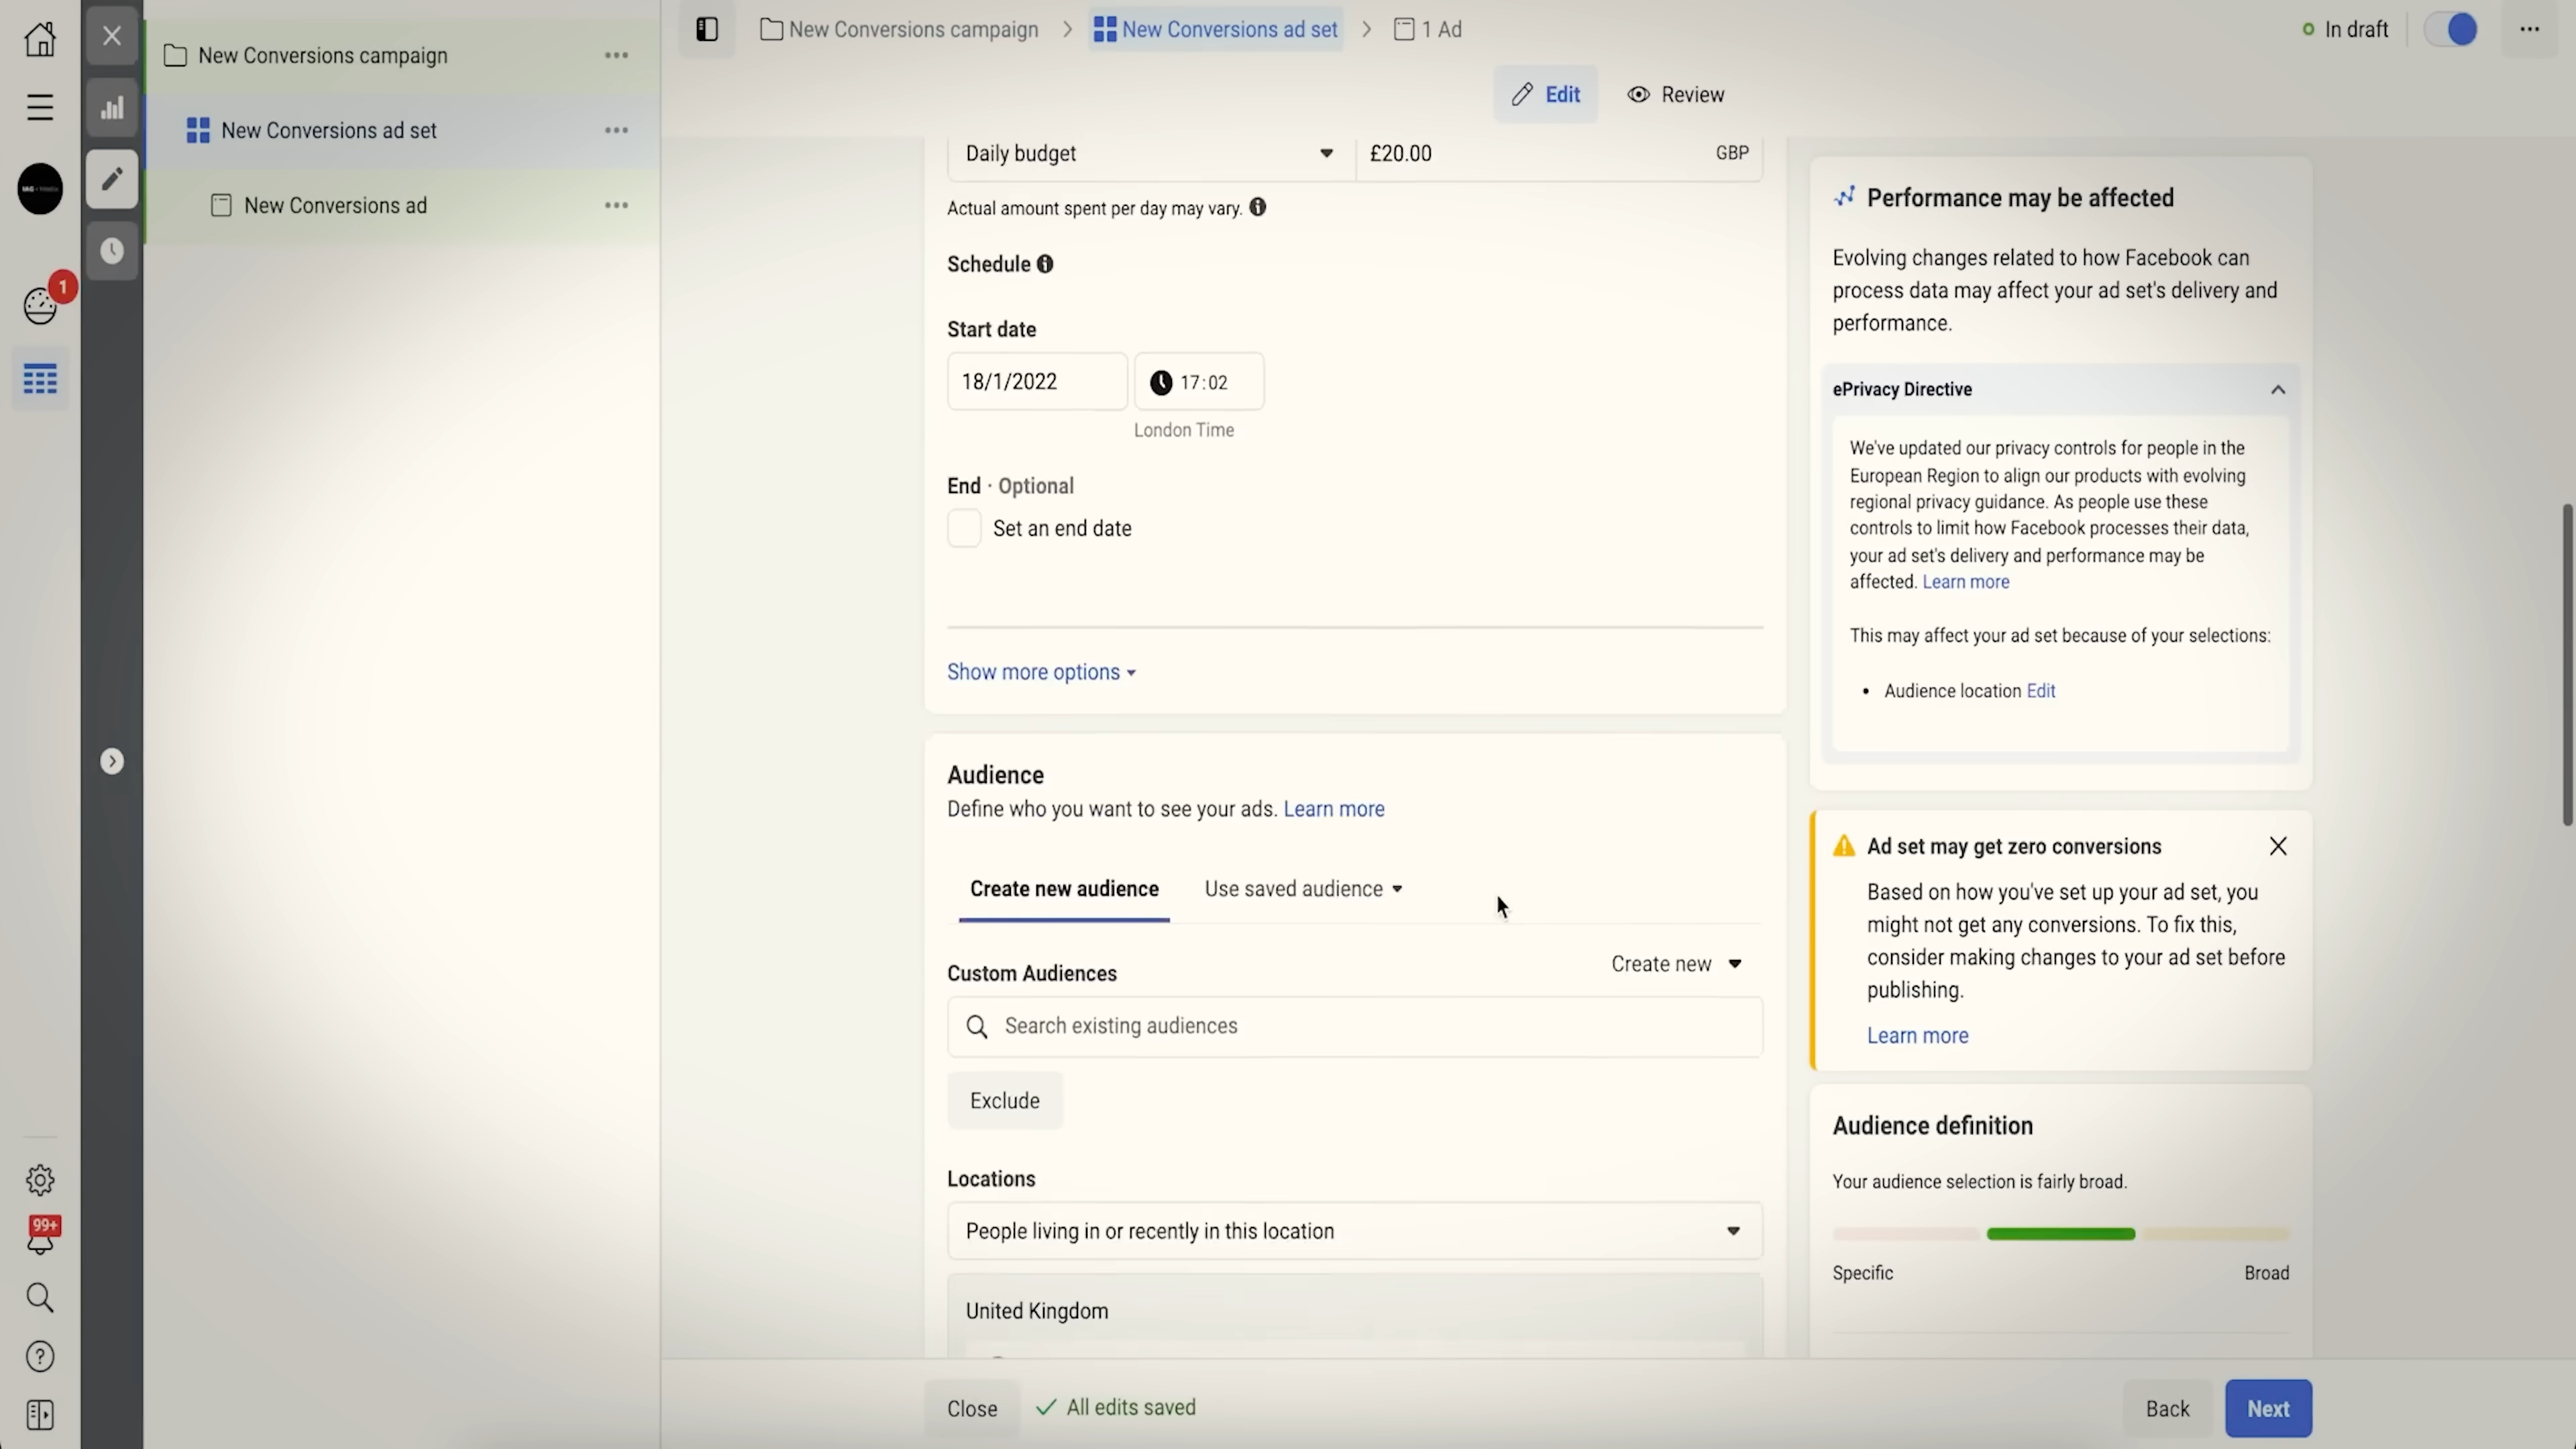 New Conversions campaign
New Conversions ad set
New Conversions ad
1
99+
New Conversions campaign > New Conversions ad set > 1 Ad
In draft
Edit
Review
Daily budget
£20.00
GBP
Actual amount spent per day may vary.
Schedule
Start date
18/1/2022
17:02
London Time
End · Optional
Set an end date
Show more options
Audience
Define who you want to see your ads. Learn more
Create new audience
Use saved audience
Custom Audiences
Create new
Search existing audiences
Exclude
Locations
People living in or recently in this location
United Kingdom
Performance may be affected
Evolving changes related to how Facebook can
process data may affect your ad set's delivery and
performance.
ePrivacy Directive
We've updated our privacy controls for people in the
European Region to align our products with evolving
regional privacy guidance. As people use these
controls to limit how Facebook processes their data,
your ad set's delivery and performance may be
affected. Learn more
This may affect your ad set because of your selections:
• Audience location Edit
Ad set may get zero conversions
Based on how you've set up your ad set, you
might not get any conversions. To fix this,
consider making changes to your ad set before
publishing.
Learn more
Audience definition
Your audience selection is fairly broad.
Specific
Broad
Close
All edits saved
Back
Next